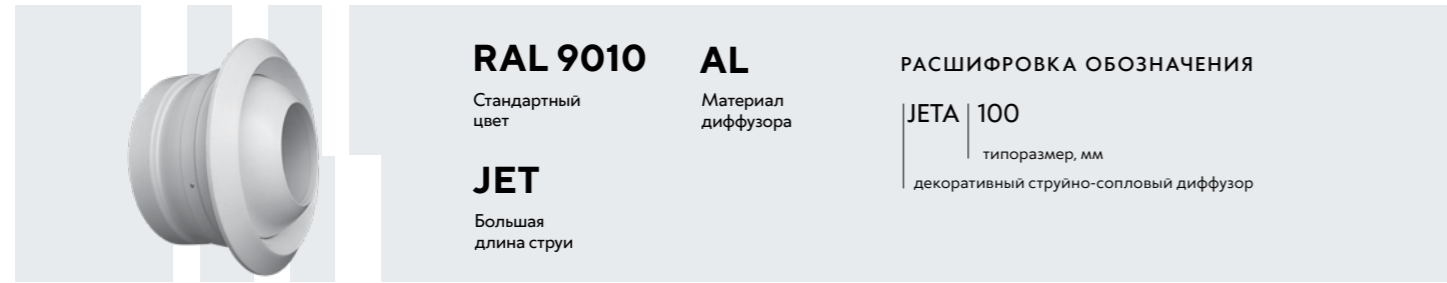 RAL 9010
Стандартный
цвет
AL
Материал
диффузора
JET
Большая
длина струи
РАСШИФРОВКА ОБОЗНАЧЕНИЯ
JETA 100
типоразмер, мм
декоративный струйно-сопловый диффузор